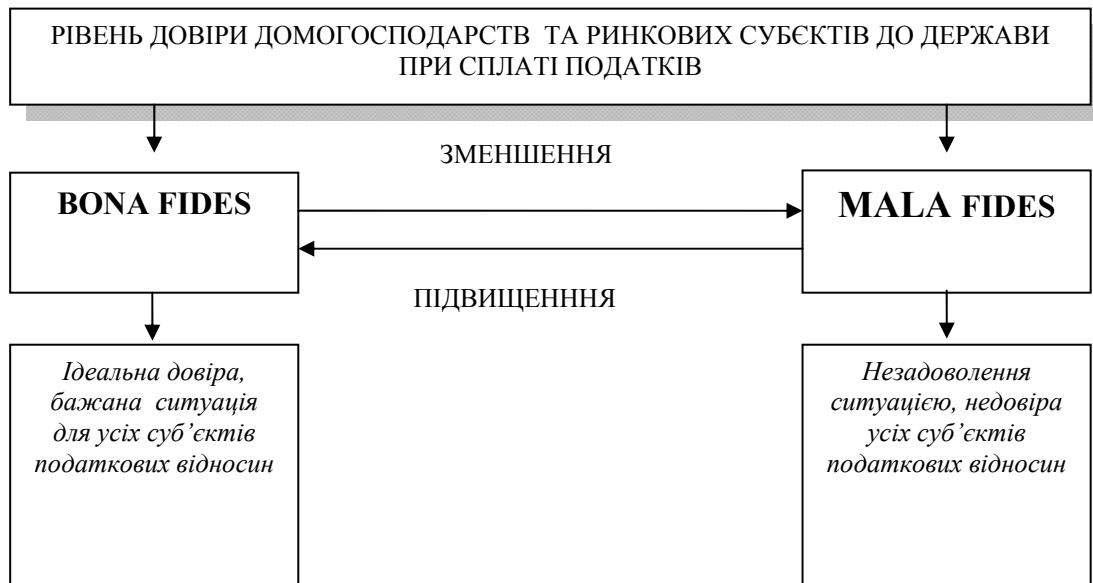 РІВЕНЬ ДОВІРИ ДОМОГОСПОДАРСТВ ТА РИНКОВИХ СУБЄКТІВ ДО ДЕРЖАВИ
ПРИ СПЛАТІ ПОДАТКІВ
ЗМЕНШЕННЯ
BONA FIDES
MALA FIDES
ПІДВИЩЕНННЯ
Ідеальна довіра,
бажана ситуація
для усіх суб’єктів
податкових відносин
Незадоволення
ситуацією, недовіра
усіх суб’єктів
податкових відносин